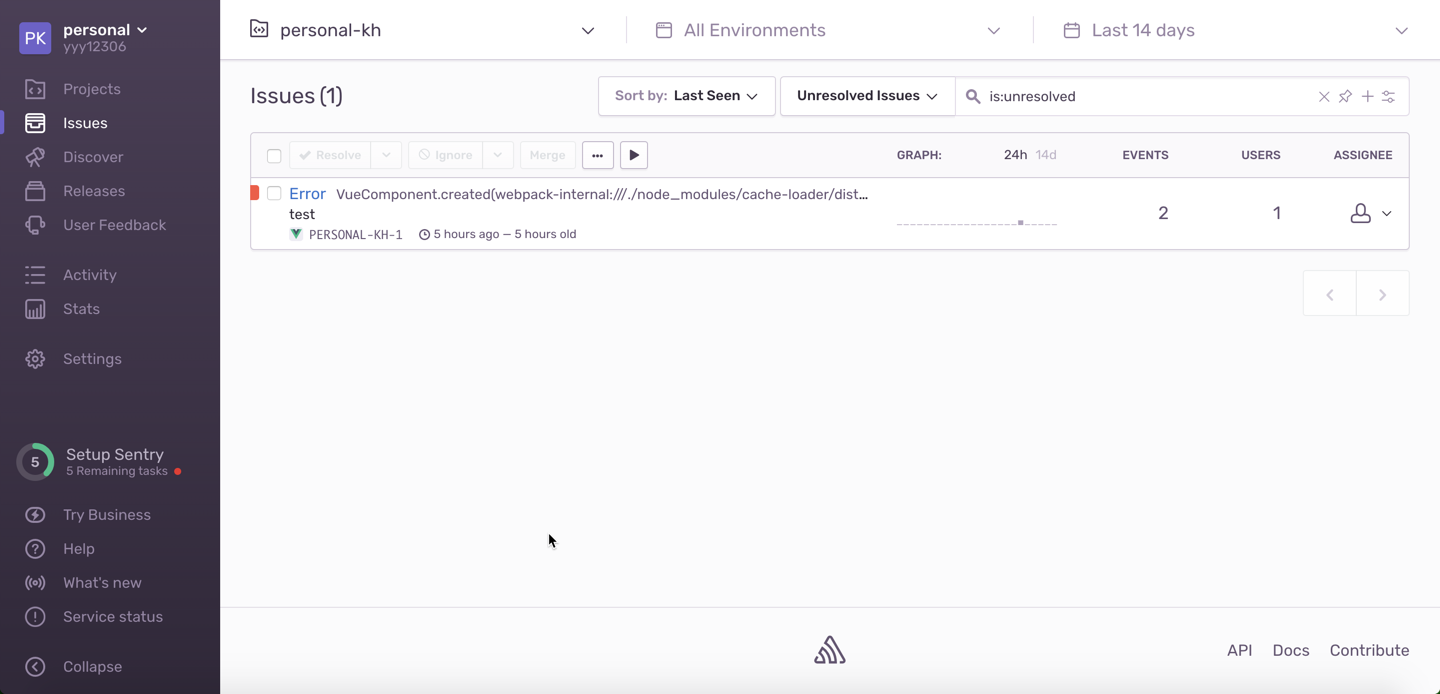 PK
personal
yyy12306
Projects
Issues
Discover
Releases
User Feedback
Activity
Stats
Settings
5
Setup Sentry
5 Remaining tasks
Try Business
Help
What's new
Service status
Collapse
personal-kh
All Environments
Last 14 days
Issues (1)
Sort by: Last Seen
Unresolved Issues
is:unresolved
Resolve
Ignore
Merge
GRAPH:
24h 14d
EVENTS
USERS
ASSIGNEE
Error VueComponent.created(webpack-internal:///./node_modules/cache-loader/dist...
test
PERSONAL-KH-1
5 hours ago — 5 hours old
2
1
API
Docs
Contribute